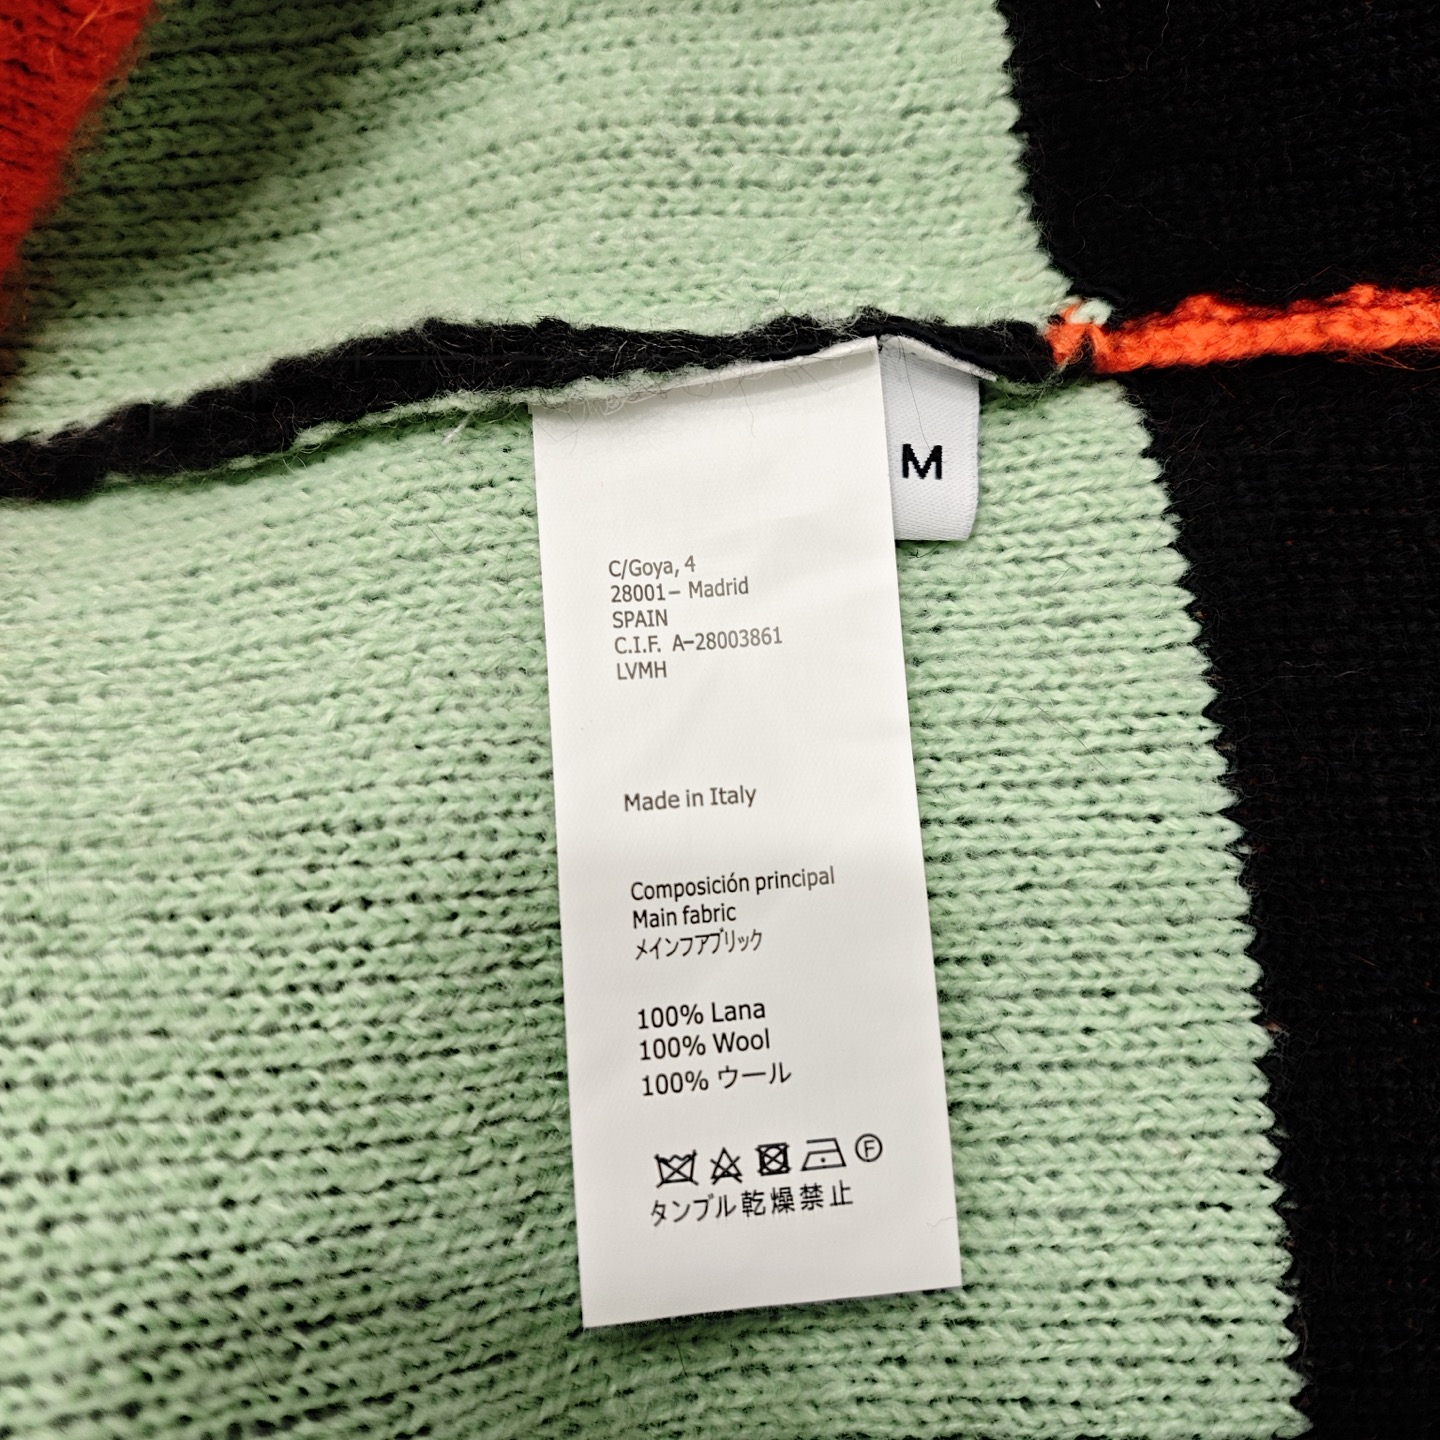 M
C/Goya, 4
28001– Madrid
SPAIN
C.I.F. A–28003861
LVMH
Made in Italy
Composición principal
Main fabric
メインフアブリック
100% Lana
100% Wool
100% ウール
F
タンブル乾燥禁止